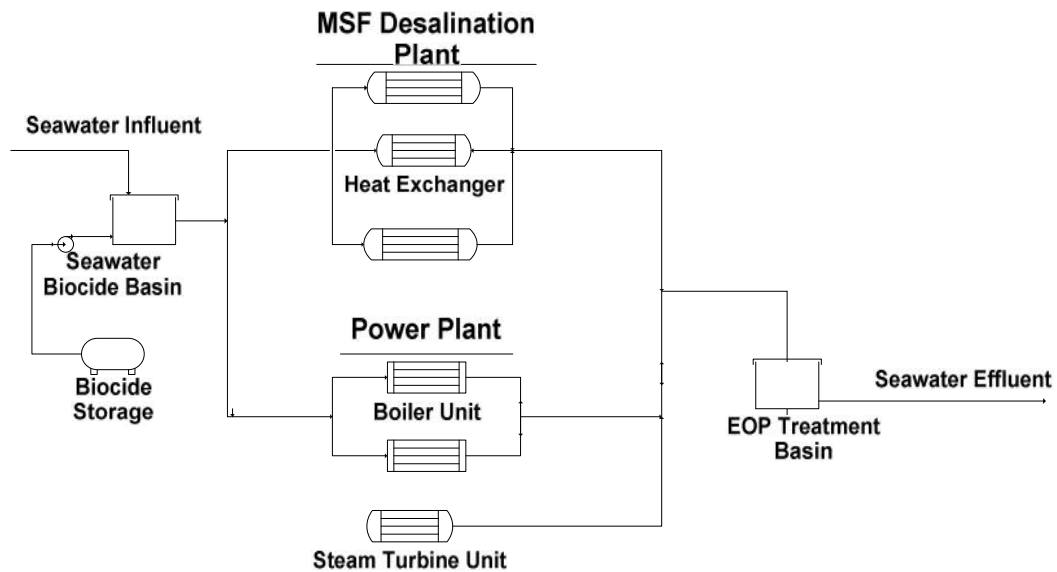 MSF Desalination
Plant
Seawater Influent
Heat Exchanger
Seawater
Biocide Basin
Power Plant
Biocide
Storage
Boiler Unit
Seawater Effluent
EOP Treatment
Basin
Steam Turbine Unit